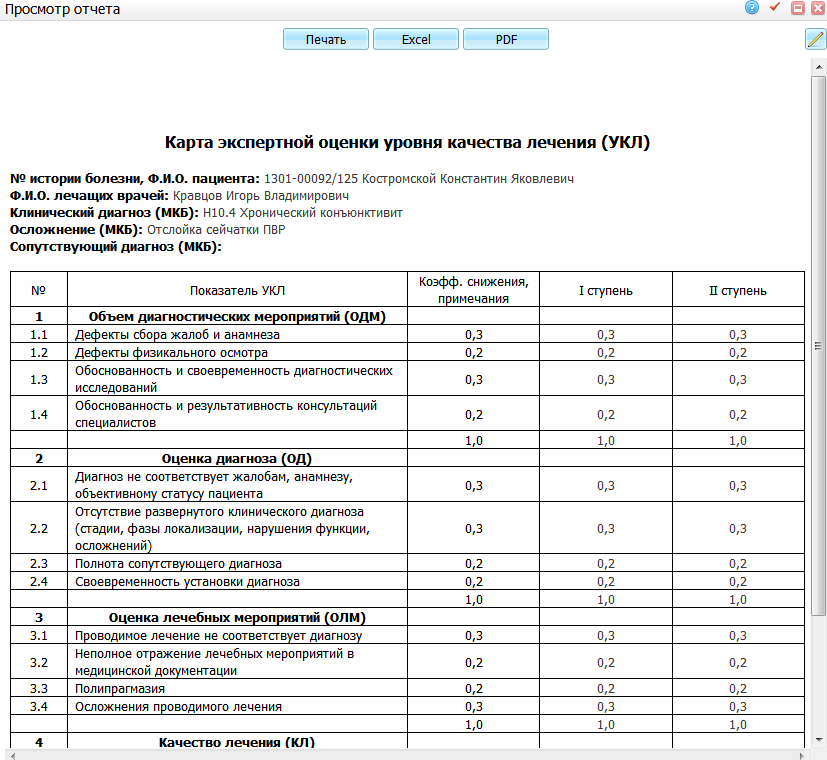 Просмотр отчета
Печать Excel PDF
Карта экспертной оценки уровня качества лечения (УКЛ)
№ истории болезни, Ф.И.О. пациента: 1301-00092/125 Костромской Константин Яковлевич
Ф.И.О. лечащих врачей: Кравцов Игорь Владимирович
Клинический диагноз (МКБ): H10.4 Хронический конъюнктивит
Осложнение (МКБ): Отслойка сейчатки ПВР
Сопутствующий диагноз (МКБ):
№ Показатель УКЛ Коэфф. снижения, примечания I ступень II ступень
1 Объем диагностических мероприятий (ОДМ)
1.1 Дефекты сбора жалоб и анамнеза 0,3 0,3 0,3
1.2 Дефекты физикального осмотра 0,2 0,2 0,2
1.3 Обоснованность и своевременность диагностических
исследований 0,3 0,3 0,3
1.4 Обоснованность и результативность консультаций
специалистов 0,2 0,2 0,2
1,0 1,0 1,0
2 Оценка диагноза (ОД)
2.1 Диагноз не соответствует жалобам, анамнезу,
объективному статусу пациента 0,3 0,3 0,3
2.2 Отсутствие развернутого клинического диагноза
(стадии, фазы локализации, нарушения функции,
осложнений) 0,3 0,3 0,3
2.3 Полнота сопутствующего диагноза 0,2 0,2 0,2
2.4 Своевременность установки диагноза 0,2 0,2 0,2
1,0 1,0 1,0
3 Оценка лечебных мероприятий (ОЛМ)
3.1 Проводимое лечение не соответствует диагнозу 0,3 0,3 0,3
3.2 Неполное отражение лечебных мероприятий в
медицинской документации 0,2 0,2 0,2
3.3 Полипрагмазия 0,2 0,2 0,2
3.4 Осложнения проводимого лечения 0,3 0,3 0,3
1,0 1,0 1,0
4 Качество лечения (КЛ)